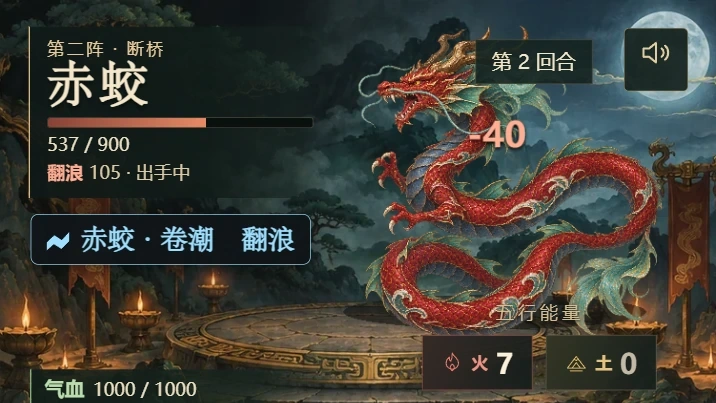 第二阵 · 断桥
赤蛟
537 / 900
翻浪 105 · 出手中
赤蛟 · 卷潮 翻浪
第 2 回合
-40
五行能量
火 7
土 0
气血 1000 / 1000